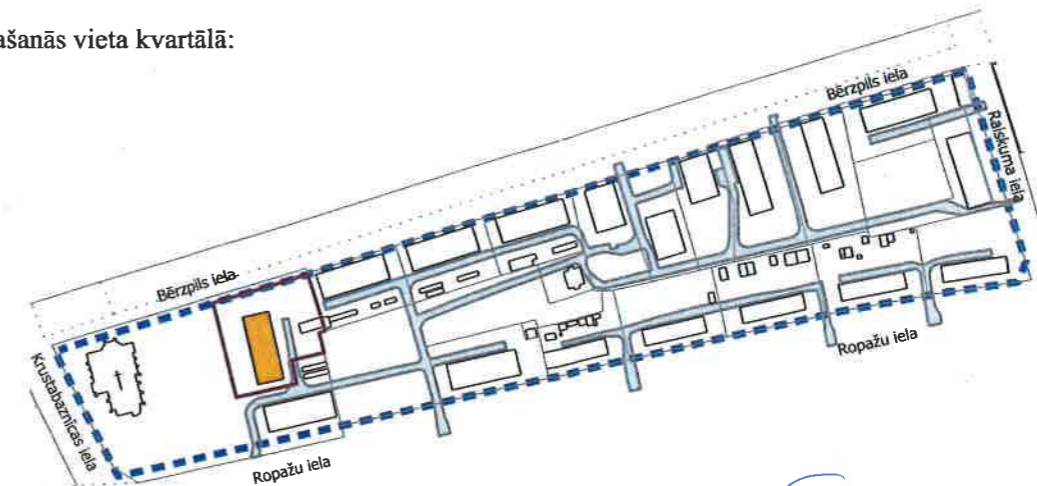 ašanās vieta kvartālā:
Bērzpils iela
Raiskuma iela
Bērzpils iela
Krustabaznīcas iela
Ropažu iela
Ropažu iela